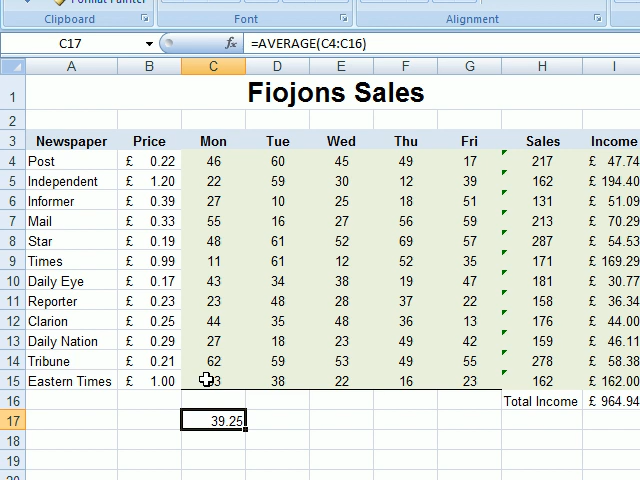 Format Painter
Clipboard Font Alignment
C17 fx =AVERAGE(C4:C16)
A B C D E F G H I
1 Fiojons Sales
2
3 Newspaper Price Mon Tue Wed Thu Fri Sales Income
4 Post £ 0.22 46 60 45 49 17 217 £ 47.74
5 Independent £ 1.20 22 59 30 12 39 162 £ 194.40
6 Informer £ 0.39 27 10 25 18 51 131 £ 51.09
7 Mail £ 0.33 55 16 27 56 59 213 £ 70.29
8 Star £ 0.19 48 61 52 69 57 287 £ 54.53
9 Times £ 0.99 11 61 12 52 35 171 £ 169.29
10 Daily Eye £ 0.17 43 34 38 19 47 181 £ 30.77
11 Reporter £ 0.23 23 48 28 37 22 158 £ 36.34
12 Clarion £ 0.25 44 35 48 36 13 176 £ 44.00
13 Daily Nation £ 0.29 27 18 23 49 42 159 £ 46.11
14 Tribune £ 0.21 62 59 53 49 55 278 £ 58.38
15 Eastern Times £ 1.00 38 22 16 23 162 £ 162.00
16 Total Income £ 964.94
17 39.25
18
19